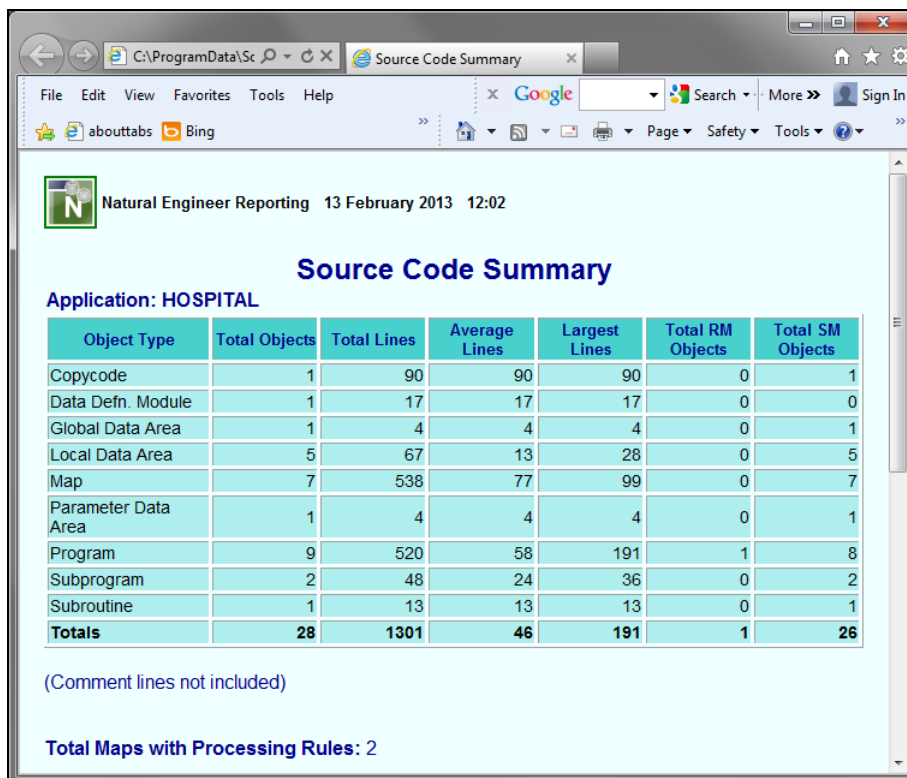 C:\ProgramData\Sc
Source Code Summary
File Edit View Favorites Tools Help
x Google Search More >> Sign In
abouttabs Bing
>> Page Safety Tools >>
N Natural Engineer Reporting 13 February 2013 12:02
Source Code Summary
Application: HOSPITAL
Object Type Total Objects Total Lines Average Lines Largest Lines Total RM Objects Total SM Objects
Copycode 1 90 90 90 0 1
Data Defn. Module 1 17 17 17 0 0
Global Data Area 1 4 4 4 0 1
Local Data Area 5 67 13 28 0 5
Map 7 538 77 99 0 7
Parameter Data Area 1 4 4 4 0 1
Program 9 520 58 191 1 8
Subprogram 2 48 24 36 0 2
Subroutine 1 13 13 13 0 1
Totals 28 1301 46 191 1 26
(Comment lines not included)
Total Maps with Processing Rules: 2